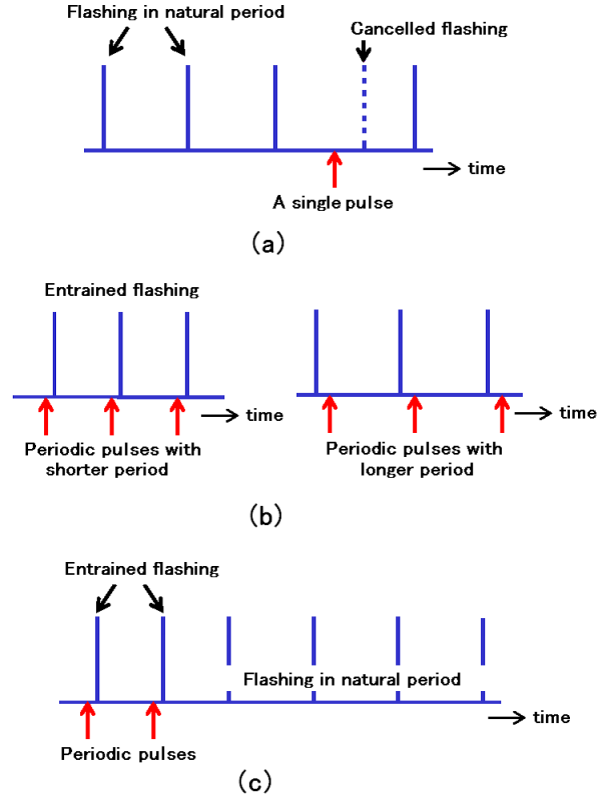 Flashing in natural period
Cancelled flashing
time
A single pulse
(a)
Entrained flashing
time
time
Periodic pulses with
shorter period
Periodic pulses with
longer period
(b)
Entrained flashing
Flashing in natural period
time
Periodic pulses
(c)